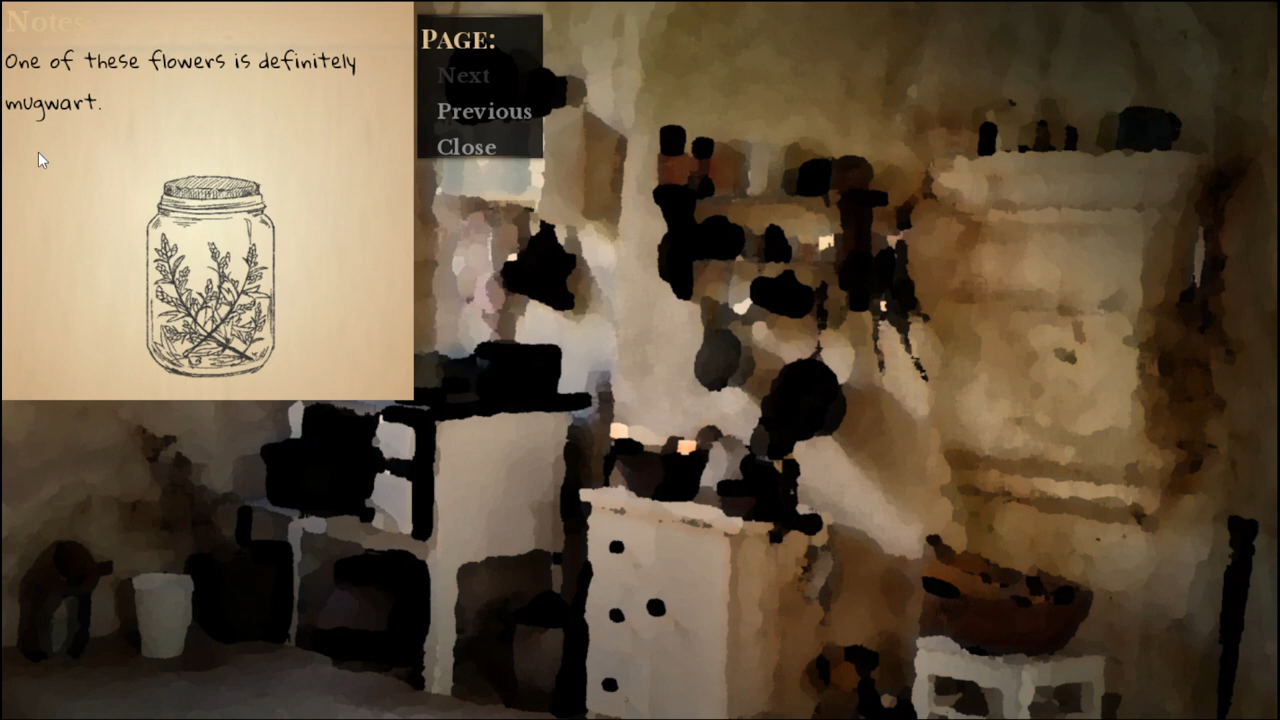 Notes:
One of these flowers is definitely
mugwart.
PAGE:
Next
Previous
Close